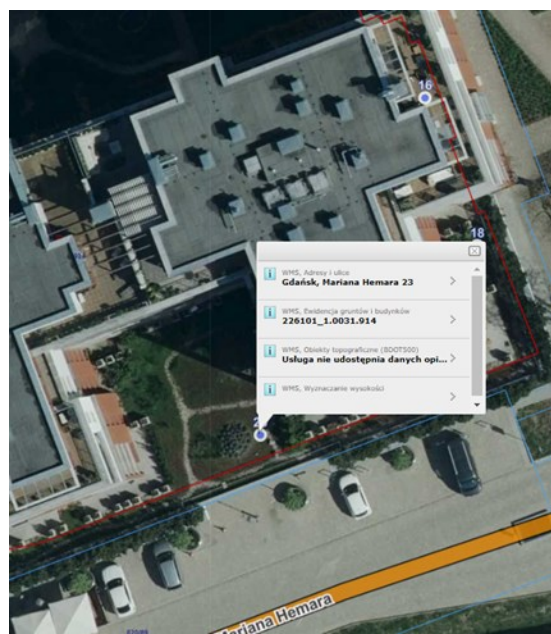 16
18
WMS, Adresy i ulice
Gdańsk, Mariana Hemara 23
WMS, Ewidencja gruntów i budynków
226101_1.0031.914
WMS, Obiekty topograficzne (BDOT500)
Usługa nie udostępnia danych opi...
WMS, Wyznaczanie wysokości
Mariana Hemara